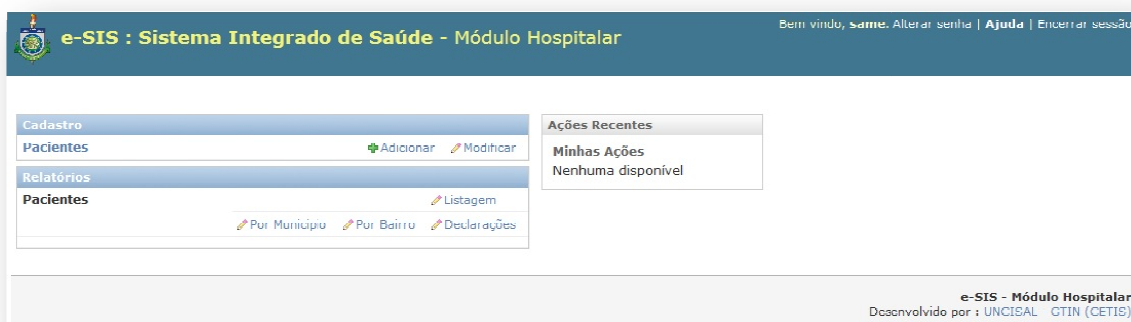 Bem vindo, same. Alterar senha | Ajuda | Encerrar sessão
e-SIS : Sistema Integrado de Saúde - Módulo Hospitalar
Cadastro
Pacientes Adicionar Modificar
Relatórios
Pacientes Listagem
Por Município Por Bairro Declarações
Ações Recentes
Minhas Ações
Nenhuma disponível
e-SIS - Módulo Hospitalar
Desenvolvido por : UNCISAL GTIN (CETIS)